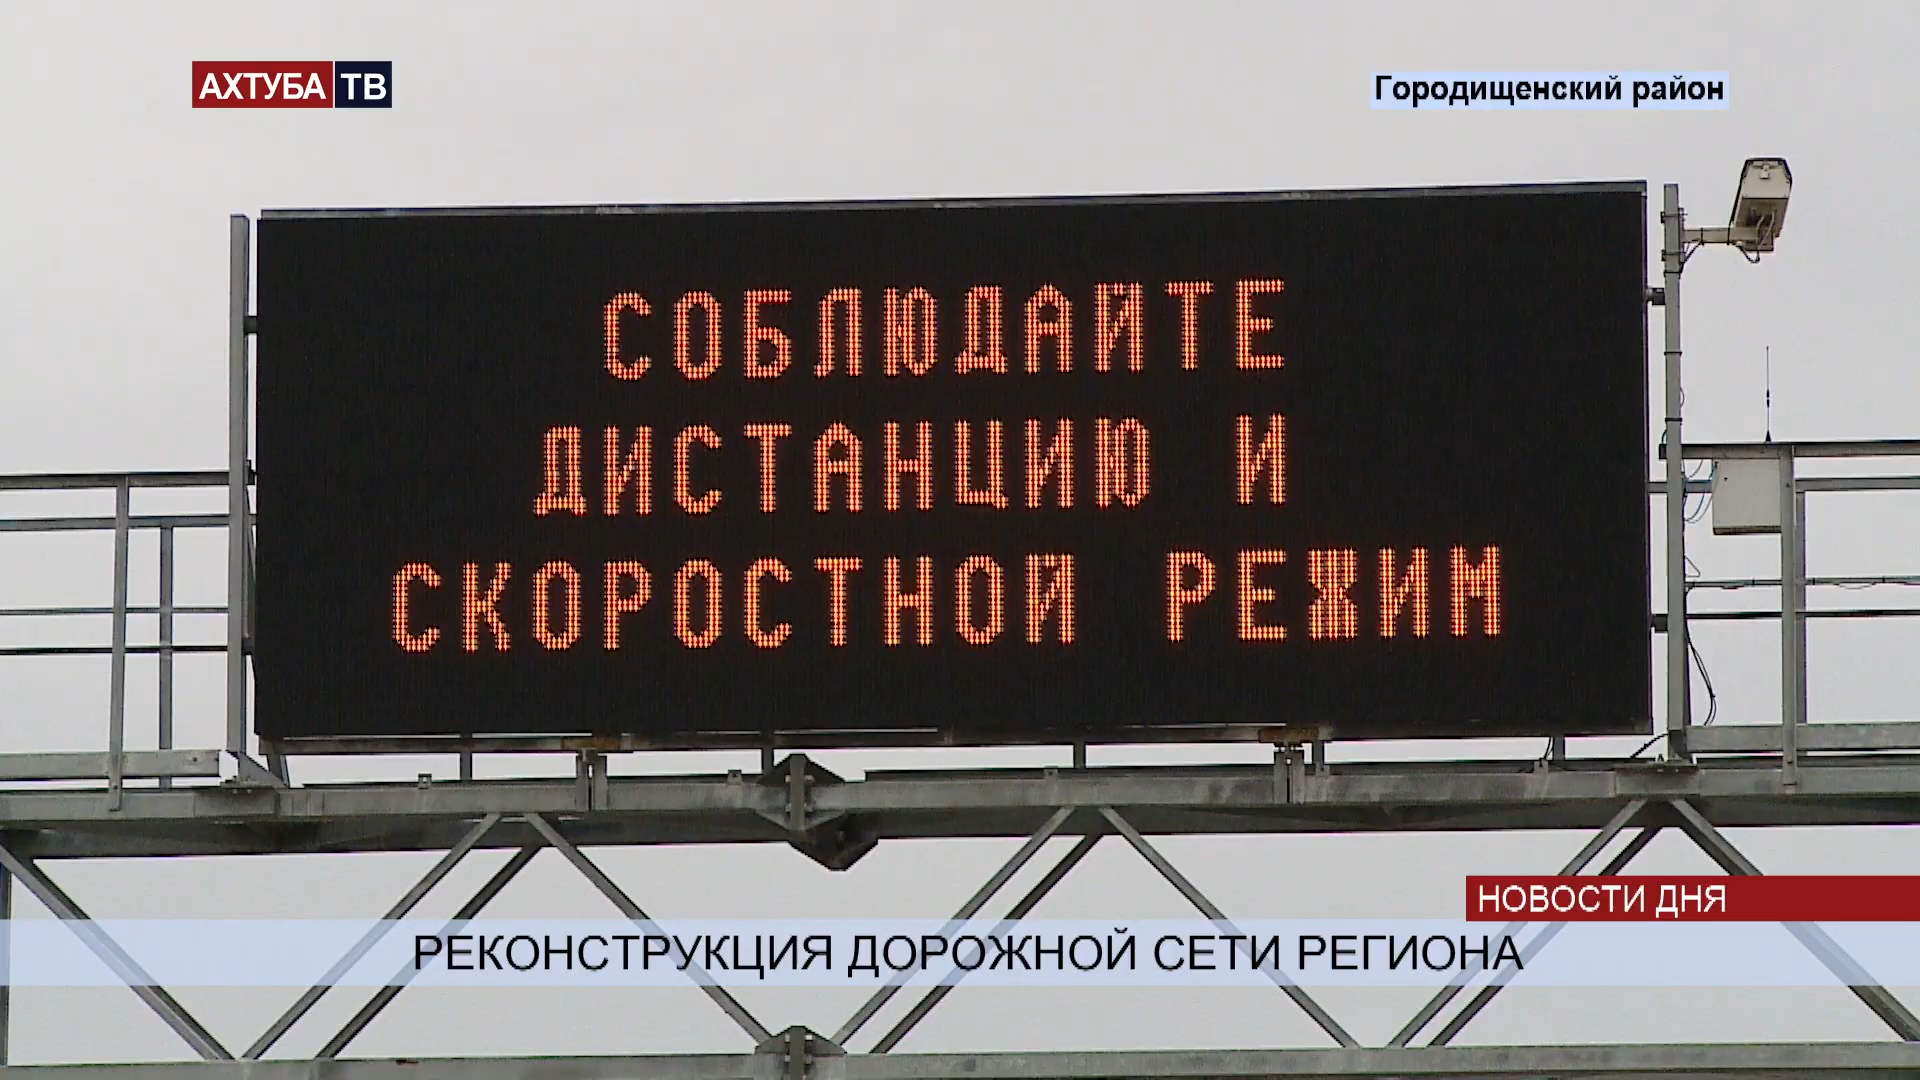 АХТУБА ТВ
Городищенский район
СОБЛЮДАЙТЕ
ДИСТАНЦИЮ И
СКОРОСТНОЙ РЕЖИМ
НОВОСТИ ДНЯ
РЕКОНСТРУКЦИЯ ДОРОЖНОЙ СЕТИ РЕГИОНА